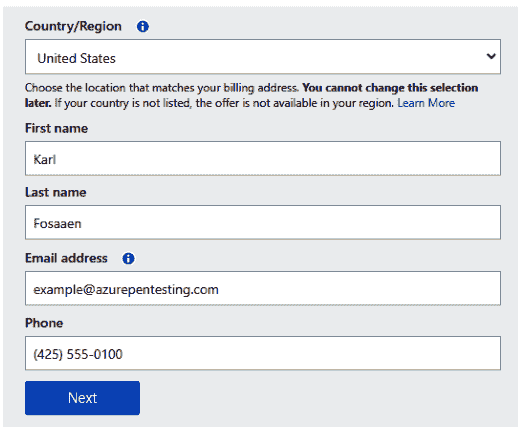 Country/Region
United States
Choose the location that matches your billing address. You cannot change this selection
later. If your country is not listed, the offer is not available in your region. Learn More
First name
Karl
Last name
Fosaaen
Email address
example@azurepentesting.com
Phone
(425) 555-0100
Next